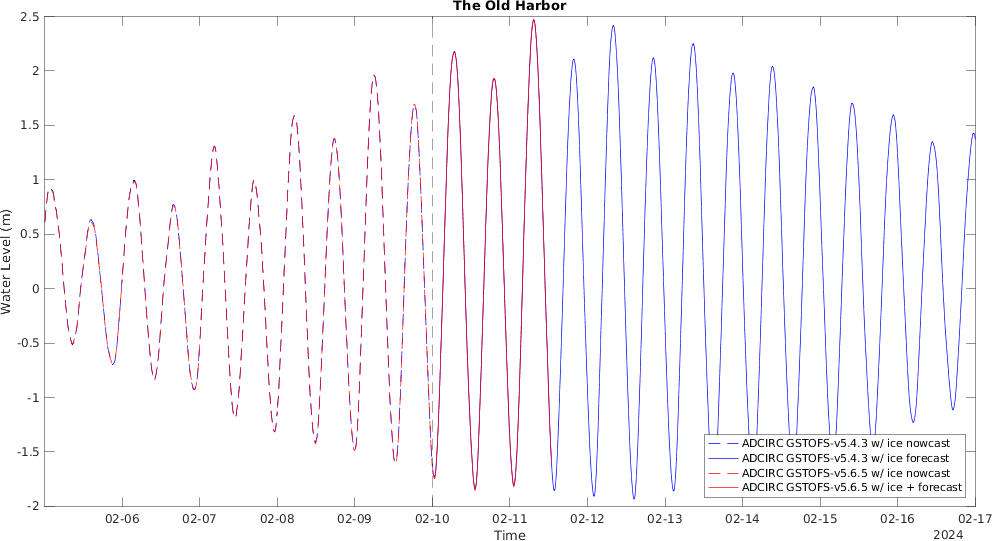 The Old Harbor
2.5
2
1.5
1
0.5
0
-0.5
-1
-1.5
-2
Water Level (m)
ADCIRC GSTOFS-v5.4.3 w/ ice nowcast
ADCIRC GSTOFS-v5.4.3 w/ ice forecast
ADCIRC GSTOFS-v5.6.5 w/ ice nowcast
ADCIRC GSTOFS-v5.6.5 w/ ice + forecast
02-06 02-07 02-08 02-09 02-10 02-11 02-12 02-13 02-14 02-15 02-16 02-17
Time
2024